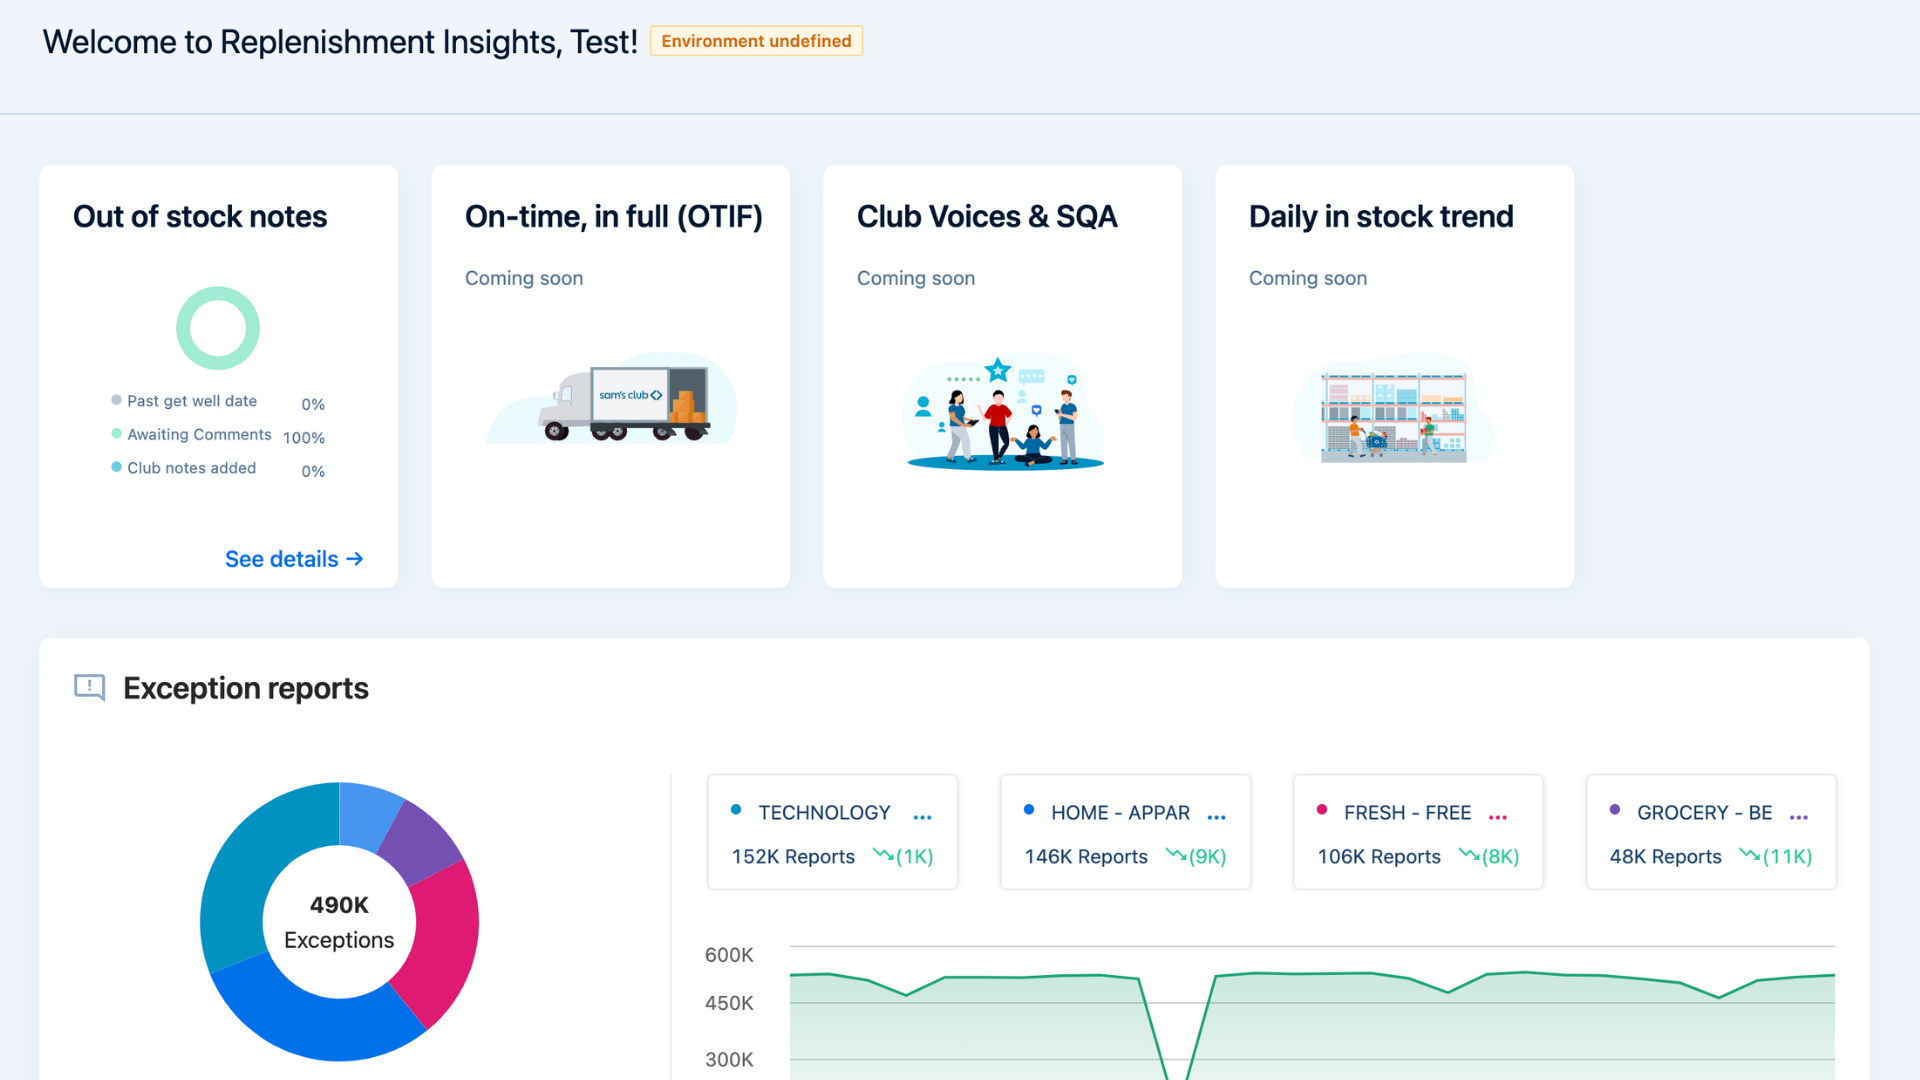 Welcome to Replenishment Insights, Test!
Environment undefined
Out of stock notes
Past get well date 0%
Awaiting Comments 100%
Club notes added 0%
See details →
On-time, in full (OTIF)
Coming soon
sam's club
Club Voices & SQA
Coming soon
Daily in stock trend
Coming soon
Exception reports
490K
Exceptions
TECHNOLOGY ...
152K Reports (1K)
HOME - APPAR ...
146K Reports (9K)
FRESH - FREE ...
106K Reports (8K)
GROCERY - BE ...
48K Reports (11K)
600K
450K
300K